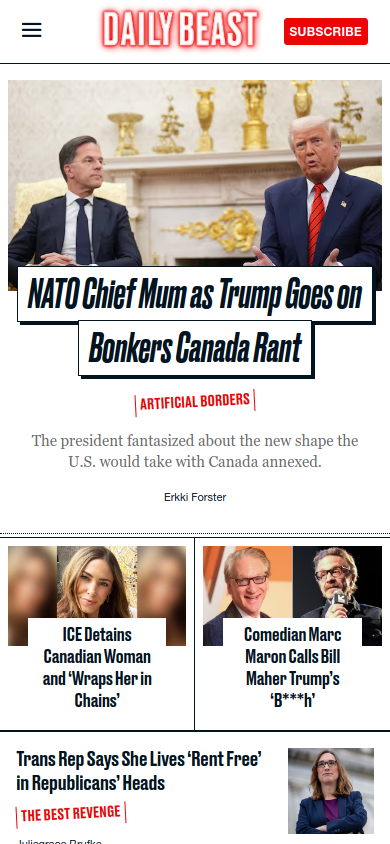 DAILY BEAST
SUBSCRIBE
NATO Chief Mum as Trump Goes on
Bonkers Canada Rant
ARTIFICIAL BORDERS
The president fantasized about the new shape the
U.S. would take with Canada annexed.
Erkki Forster
ICE Detains
Canadian Woman
and ‘Wraps Her in
Chains’
Comedian Marc
Maron Calls Bill
Maher Trump’s
‘B***h’
Trans Rep Says She Lives ‘Rent Free’
in Republicans’ Heads
THE BEST REVENGE